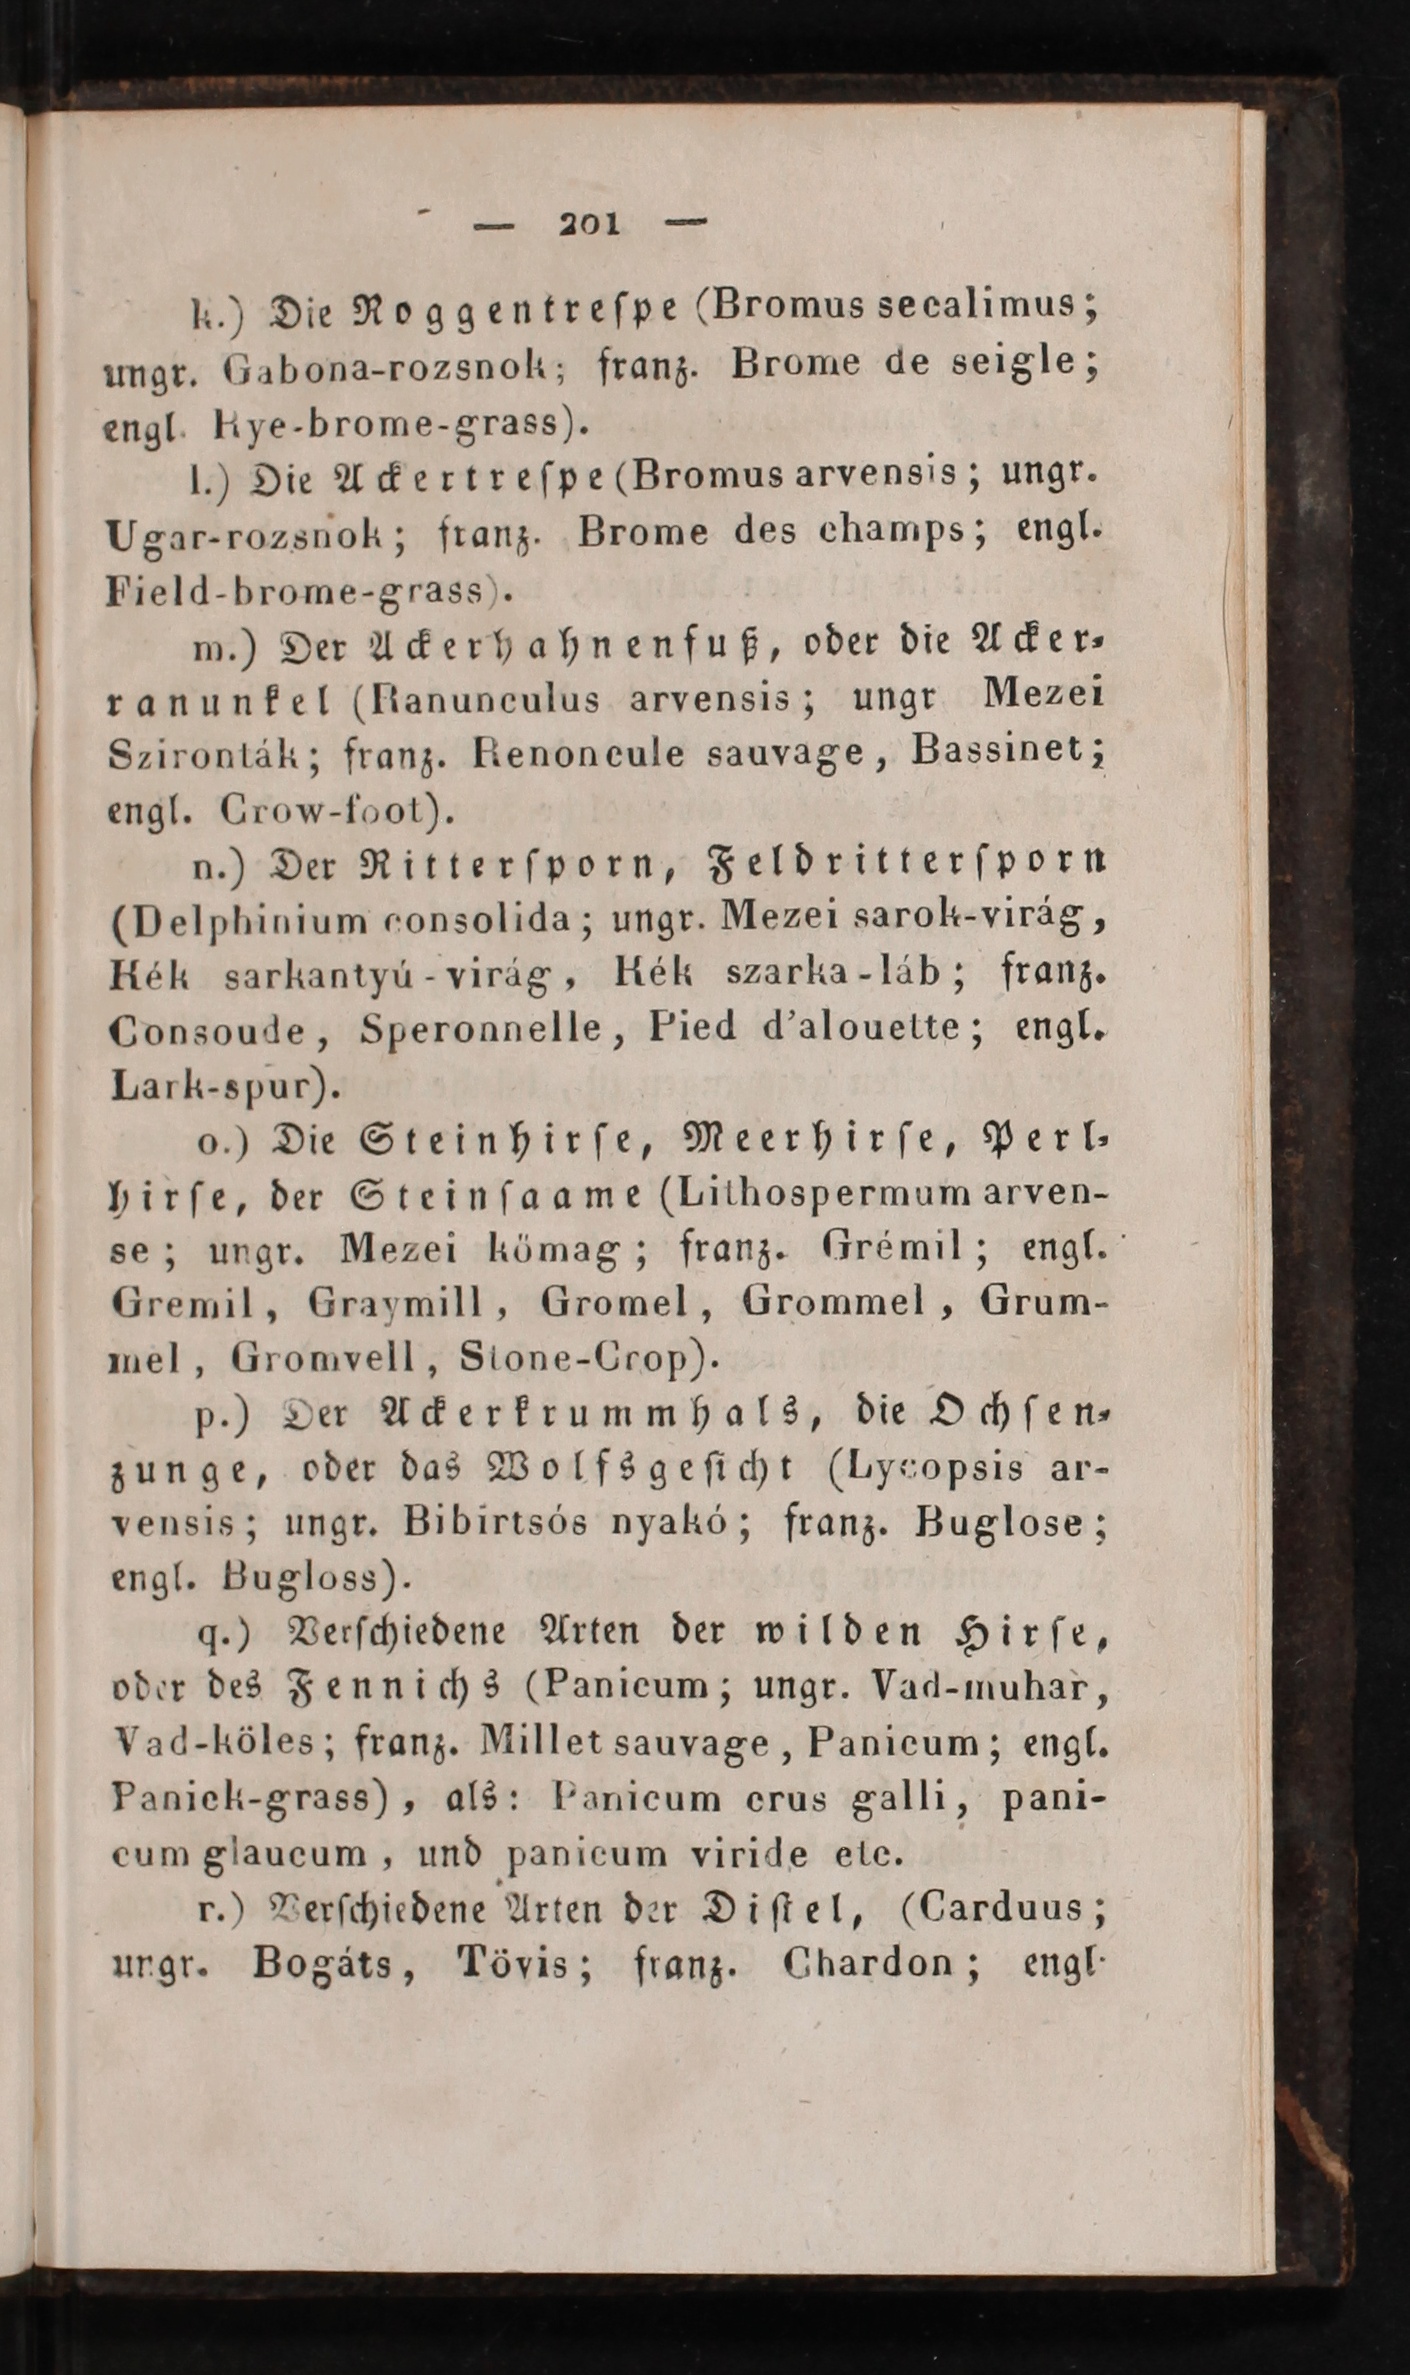 — 201 —
k.) Die Roggentreſpe (Bromus secalimus;
ungr. Gabona-rozsnok; franz. Brome de seigle;
engl. Rye-brome-grass).
l.) Die Ackertreſpe (Bromus arvensis; ungr.
Ugar-rozsnok; franz. Brome des champs; engl.
Field-brome-grass).
m.) Der Ackerhahnenfuß, oder die Acker-
ranunkel (Ranunculus arvensis; ungr Mezei
Szironták; franz. Renoncule sauvage, Bassinet;
engl. Crow-foot).
n.) Der Ritterſporn, Feldritterſporn
(Delphinium consolida; ungr. Mezei sarok-virág,
Kék sarkantyú-virág, Kék szarka-láb; franz.
Consoude, Speronnelle, Pied d'alouette; engl.
Lark-spur).
o.) Die Steinhirſe, Meerhirſe, Perl-
hirſe, der Steinſaame (Lithospermum arven-
se; ungr. Mezei kömag; franz. Grémil; engl.
Gremil, Graymill, Gromel, Grommel, Grum-
mel, Gromvell, Stone-Crop).
p.) Der Ackerkrummhals, die Ochſen-
zunge, oder das Wolfsgeſicht (Lycopsis ar-
vensis; ungr. Bibirtsós nyakó; franz. Buglose;
engl. Bugloss).
q.) Verſchiedene Arten der wilden Hirſe,
oder des Fennichs (Panicum; ungr. Vad-muhar,
Vad-köles; franz. Millet sauvage, Panicum; engl.
Panick-grass), als: Panicum crus galli, pani-
cum glaucum, und panicum viride etc.
r.) Verſchiedene Arten der Diſtel, (Carduus;
ungr. Bogáts, Tövis; franz. Chardon; engl.